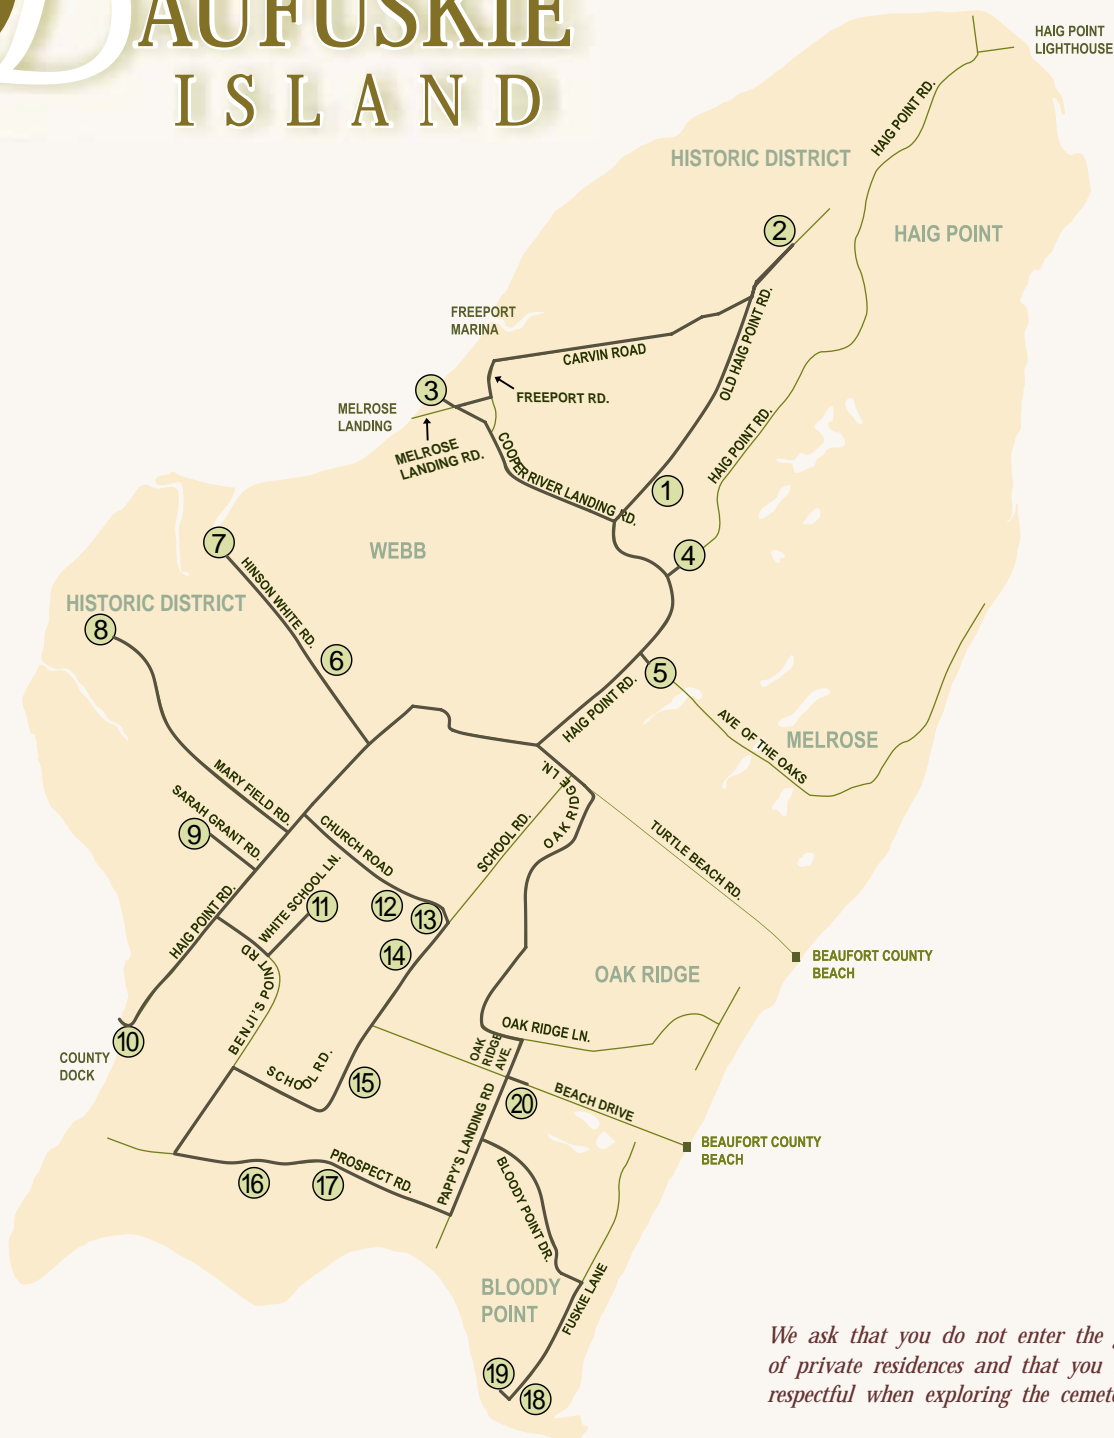 DAUFUSKIE
ISLAND
HAIG POINT
LIGHTHOUSE
HAIG POINT RD.
HISTORIC DISTRICT
HAIG POINT
2
FREEPORT
MARINA
CARVIN ROAD
OLD HAIG POINT RD.
3
FREEPORT RD.
MELROSE
LANDING
MELROSE
LANDING RD.
HAIG POINT RD.
COOPER RIVER LANDING RD.
1
7
WEBB
4
HINSON WHITE RD.
HISTORIC DISTRICT
8
6
5
HAIG POINT RD.
AVE OF THE OAKS
MELROSE
MARY FIELD RD.
SARAH GRANT RD.
9
CHURCH ROAD
SCHOOL RD.
OAK RIDGE LN.
TURTLE BEACH RD.
WHITE SCHOOL LN.
11
12
13
HAIG POINT RD.
14
BENJI'S POINT RD
BEAUFORT COUNTY
BEACH
OAK RIDGE
10
COUNTY
DOCK
OAK RIDGE LN.
OAK
RIDGE
AVE.
SCHOOL RD.
15
20
BEACH DRIVE
PAPPY'S LANDING RD
BEAUFORT COUNTY
BEACH
PROSPECT RD.
16
17
BLOODY POINT DR.
BLOODY
POINT
FUSKIE LANE
19
18
We ask that you do not enter the
of private residences and that you
respectful when exploring the